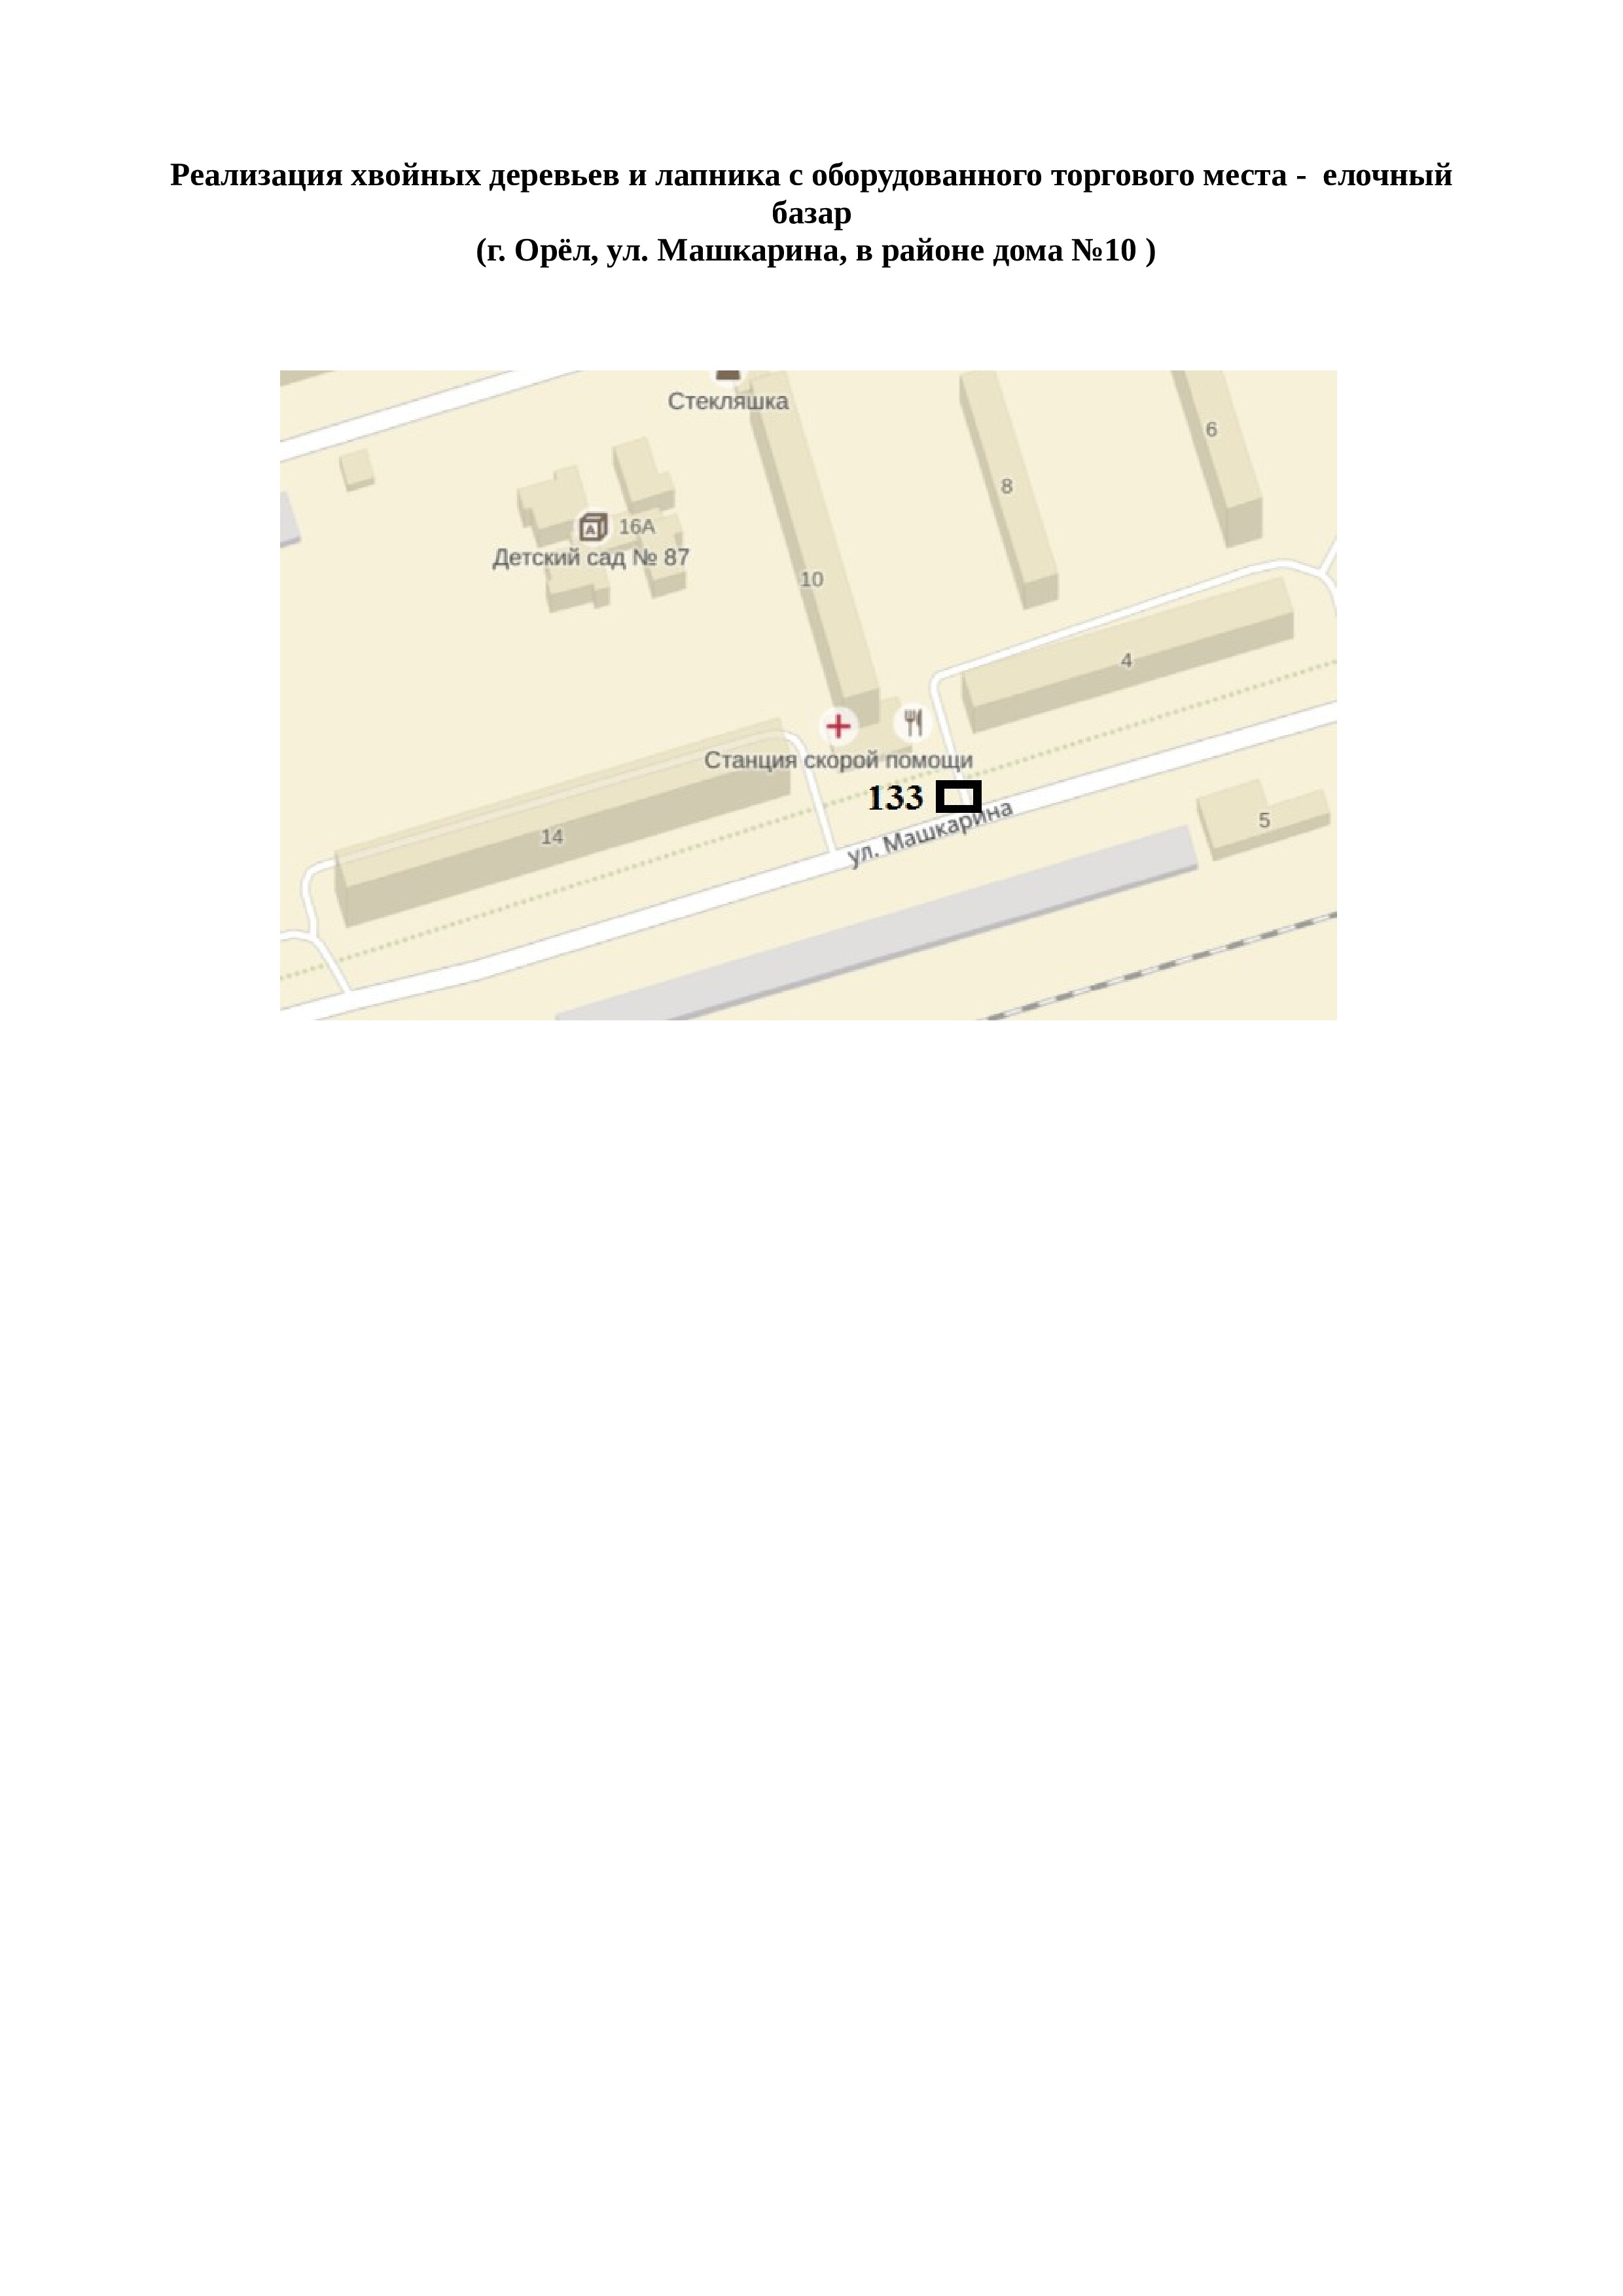 Реализация хвойных деревьев и лапника с оборудованного торгового места -  елочный
базар
(г. Орёл, ул. Машкарина, в районе дома №10 )
Стекляшка
6
8
16А
Детский сад № 87
10
4
Станция скорой помощи
133
ул. Машкарина
5
14